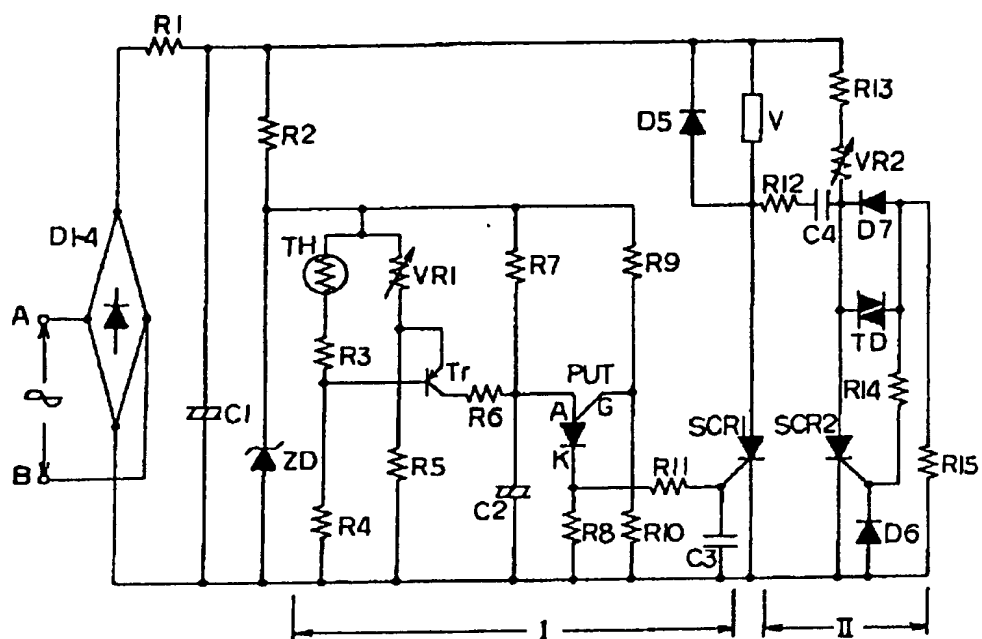 R1
R13
D5
V
R2
VR2
R12
C4
D7
D1-4
TH
VR1
R7
R9
A
R3
Tr
TD
PUT
R6
A
G
R14
C1
K
SCR1
SCR2
B
ZD
R5
R11
R15
C2
R4
R8
R10
C3
D6
I
II